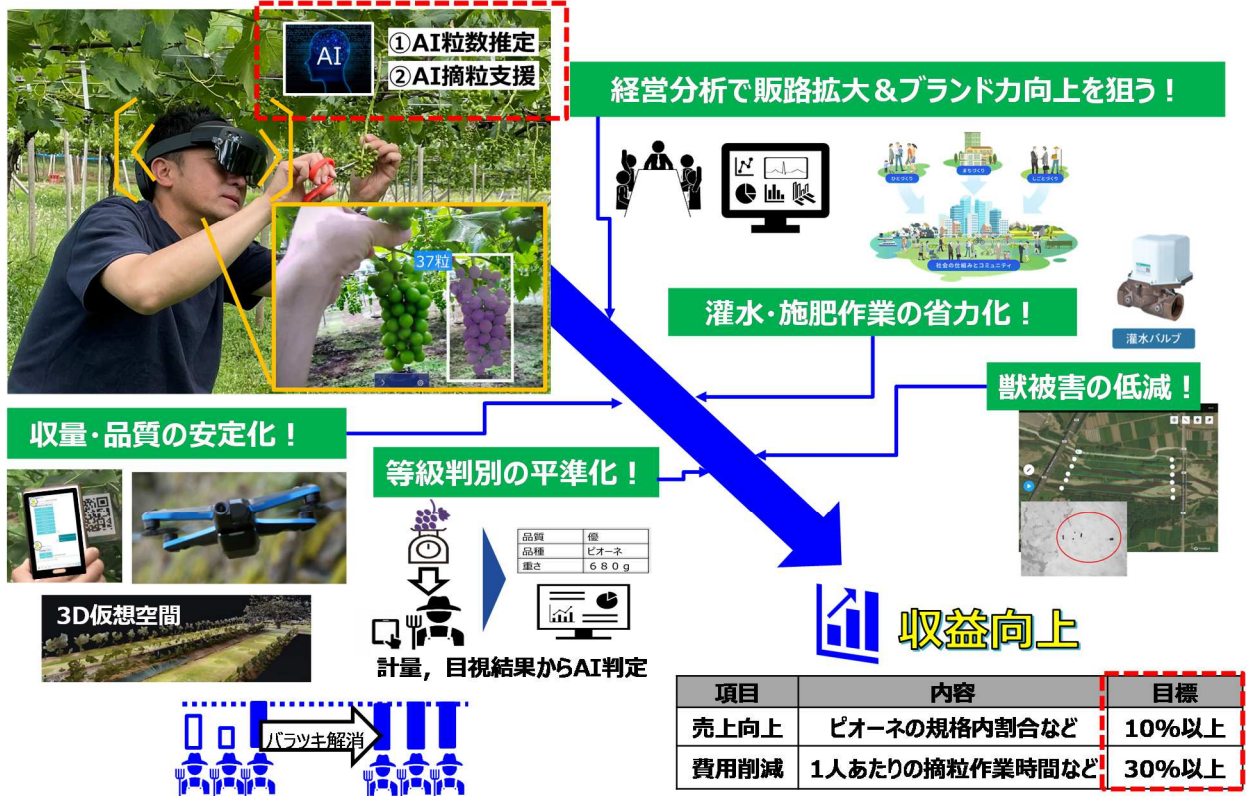 AI
①AI粒数推定
②AI摘粒支援
37粒
経営分析で販路拡大&ブランド力向上を狙う!
ひとづくり
まちづくり
しごとづくり
社会の仕組みとコミュニティ
灌水・施肥作業の省力化!
灌水バルブ
獣被害の低減!
収量・品質の安定化!
3D仮想空間
等級判別の平準化!
品質 優
品種 ピオーネ
重さ 680g
計量,目視結果からAI判定
バラツキ解消
収益向上
項目 内容 目標
売上向上 ピオーネの規格内割合など 10%以上
費用削減 1人あたりの摘粒作業時間など 30%以上